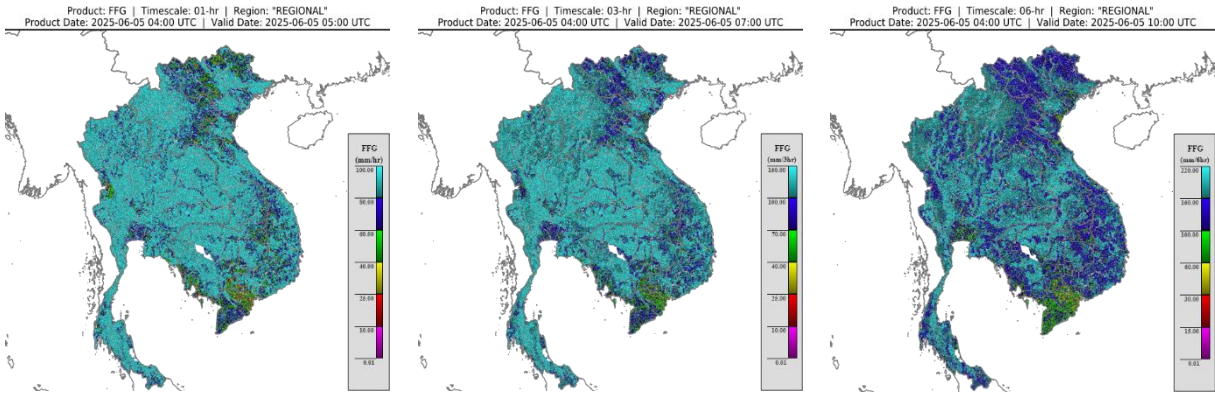 Product: FFG | Timescale: 01-hr | Region: "REGIONAL"
Product Date: 2025-06-05 04:00 UTC | Valid Date: 2025-06-05 05:00 UTC
FFG
(mm/hr)
100.00
60.00
40.00
20.00
10.00
0.01
Product: FFG | Timescale: 03-hr | Region: "REGIONAL"
Product Date: 2025-06-05 04:00 UTC | Valid Date: 2025-06-05 07:00 UTC
FFG
(mm/3hr)
100.00
70.00
40.00
20.00
10.00
0.01
Product: FFG | Timescale: 06-hr | Region: "REGIONAL"
Product Date: 2025-06-05 04:00 UTC | Valid Date: 2025-06-05 10:00 UTC
FFG
(mm/6hr)
220.00
160.00
100.00
60.00
30.00
15.00
0.01